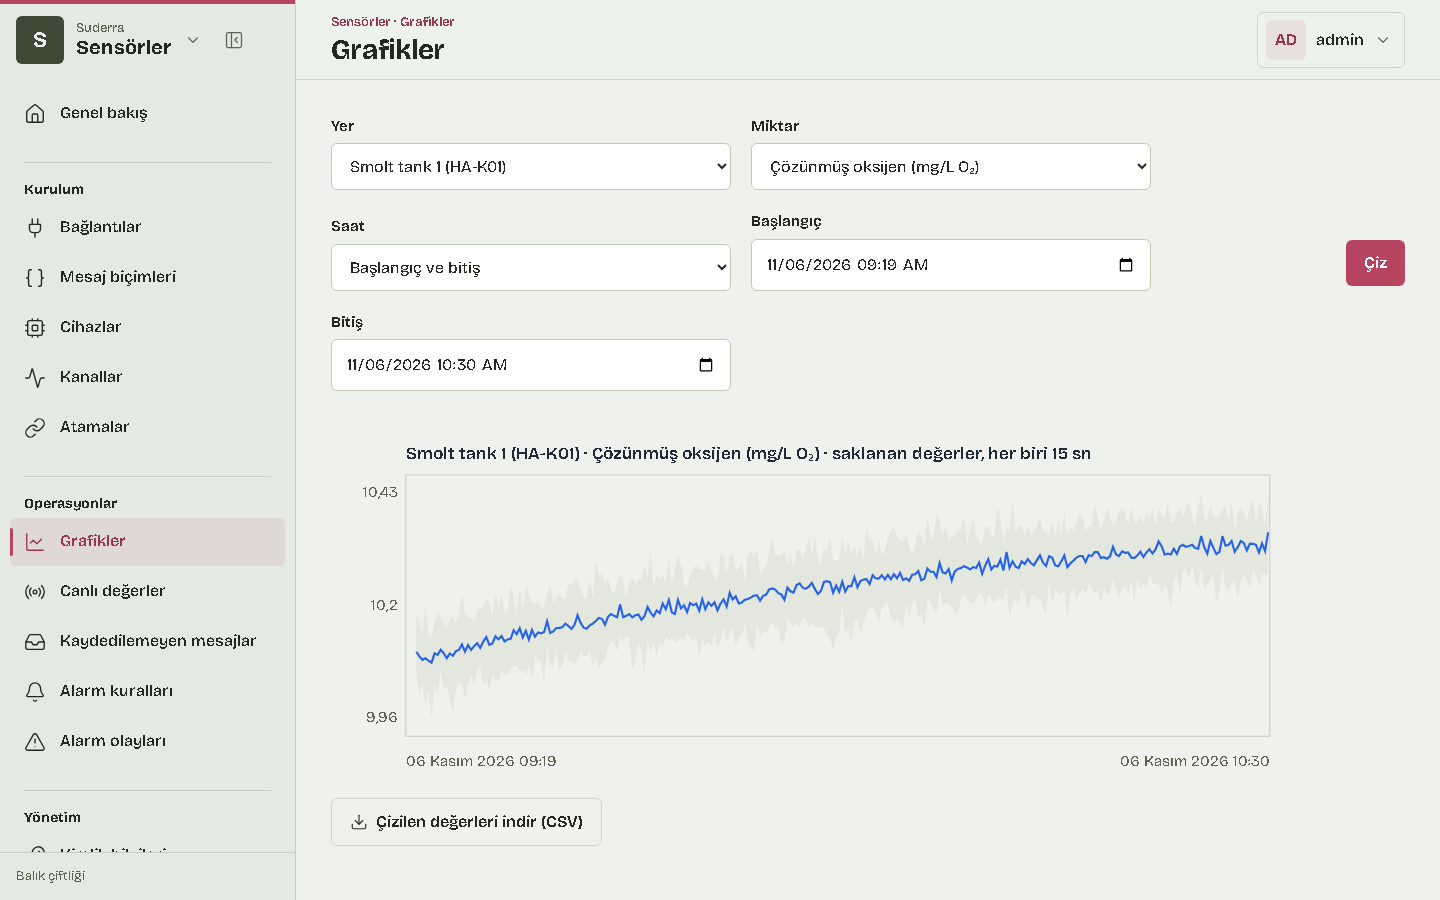 S
Suderra
Sensörler
Genel bakış
Kurulum
Bağlantılar
Mesaj biçimleri
Cihazlar
Kanallar
Atamalar
Operasyonlar
Grafikler
Canlı değerler
Kaydedilemeyen mesajlar
Alarm kuralları
Alarm olayları
Yönetim
Balık çiftliği
Sensörler · Grafikler
Grafikler
AD
admin
Yer
Smolt tank 1 (HA-K01)
Miktar
Çözünmüş oksijen (mg/L O₂)
Saat
Başlangıç ve bitiş
Başlangıç
11/06/2026 09:19 AM
Çiz
Bitiş
11/06/2026 10:30 AM
Smolt tank 1 (HA-K01) · Çözünmüş oksijen (mg/L O₂) · saklanan değerler, her biri 15 sn
10,43
10,2
9,96
06 Kasım 2026 09:19
06 Kasım 2026 10:30
Çizilen değerleri indir (CSV)